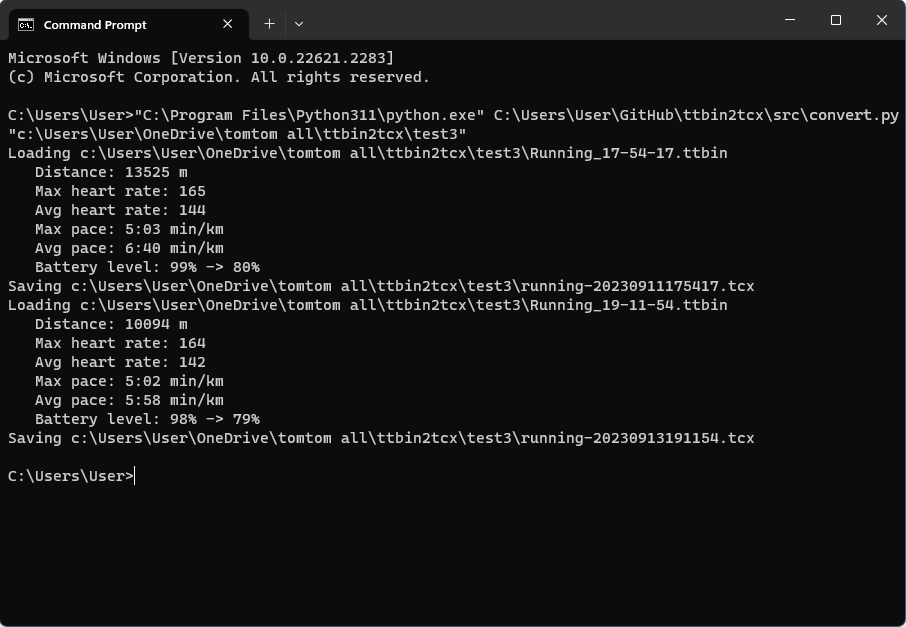 Command Prompt
Microsoft Windows [Version 10.0.22621.2283]
(c) Microsoft Corporation. All rights reserved.
C:\Users\User>"C:\Program Files\Python311\python.exe" C:\Users\User\GitHub\ttbin2tcx\src\convert.py
"c:\Users\User\OneDrive\tomtom all\ttbin2tcx\test3"
Loading c:\Users\User\OneDrive\tomtom all\ttbin2tcx\test3\Running_17-54-17.ttbin
Distance: 13525 m
Max heart rate: 165
Avg heart rate: 144
Max pace: 5:03 min/km
Avg pace: 6:40 min/km
Battery level: 99% -> 80%
Saving c:\Users\User\OneDrive\tomtom all\ttbin2tcx\test3\running-20230911175417.tcx
Loading c:\Users\User\OneDrive\tomtom all\ttbin2tcx\test3\Running_19-11-54.ttbin
Distance: 10094 m
Max heart rate: 164
Avg heart rate: 142
Max pace: 5:02 min/km
Avg pace: 5:58 min/km
Battery level: 98% -> 79%
Saving c:\Users\User\OneDrive\tomtom all\ttbin2tcx\test3\running-20230913191154.tcx
C:\Users\User>